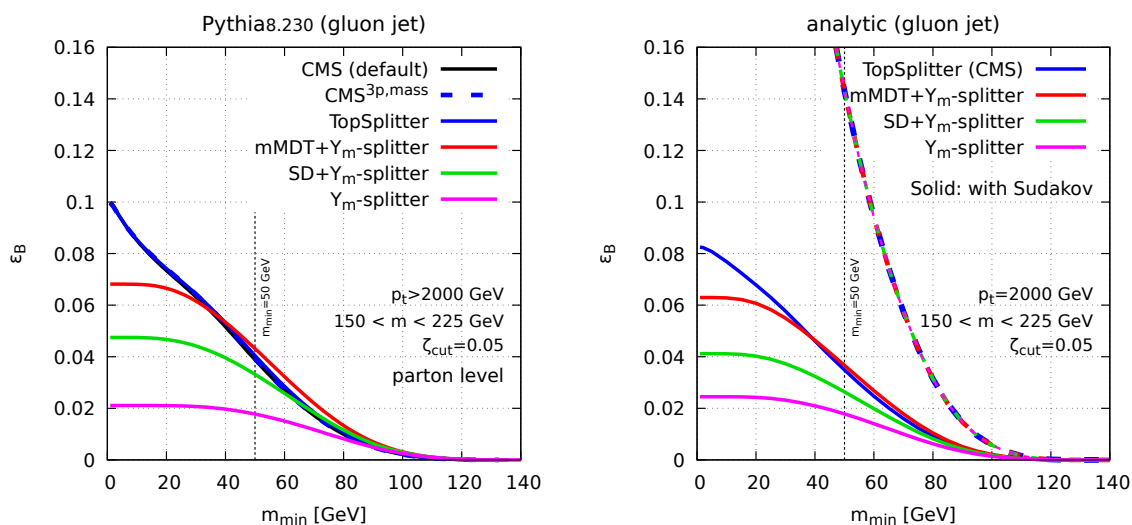 Pythia8.230 (gluon jet)
0.16
0.14
0.12
0.1
0.08
0.06
0.04
0.02
0
εB
CMS (default)
CMS3p,mass
TopSplitter
mMDT+Ym-splitter
SD+Ym-splitter
Ym-splitter
mmin=50 GeV
pt>2000 GeV
150 < m < 225 GeV
ζcut=0.05
parton level
0 20 40 60 80 100 120 140
mmin [GeV]
analytic (gluon jet)
0.16
0.14
0.12
0.1
0.08
0.06
0.04
0.02
0
εB
TopSplitter (CMS)
mMDT+Ym-splitter
SD+Ym-splitter
Ym-splitter
Solid: with Sudakov
mmin=50 GeV
pt=2000 GeV
150 < m < 225 GeV
ζcut=0.05
0 20 40 60 80 100 120 140
mmin [GeV]